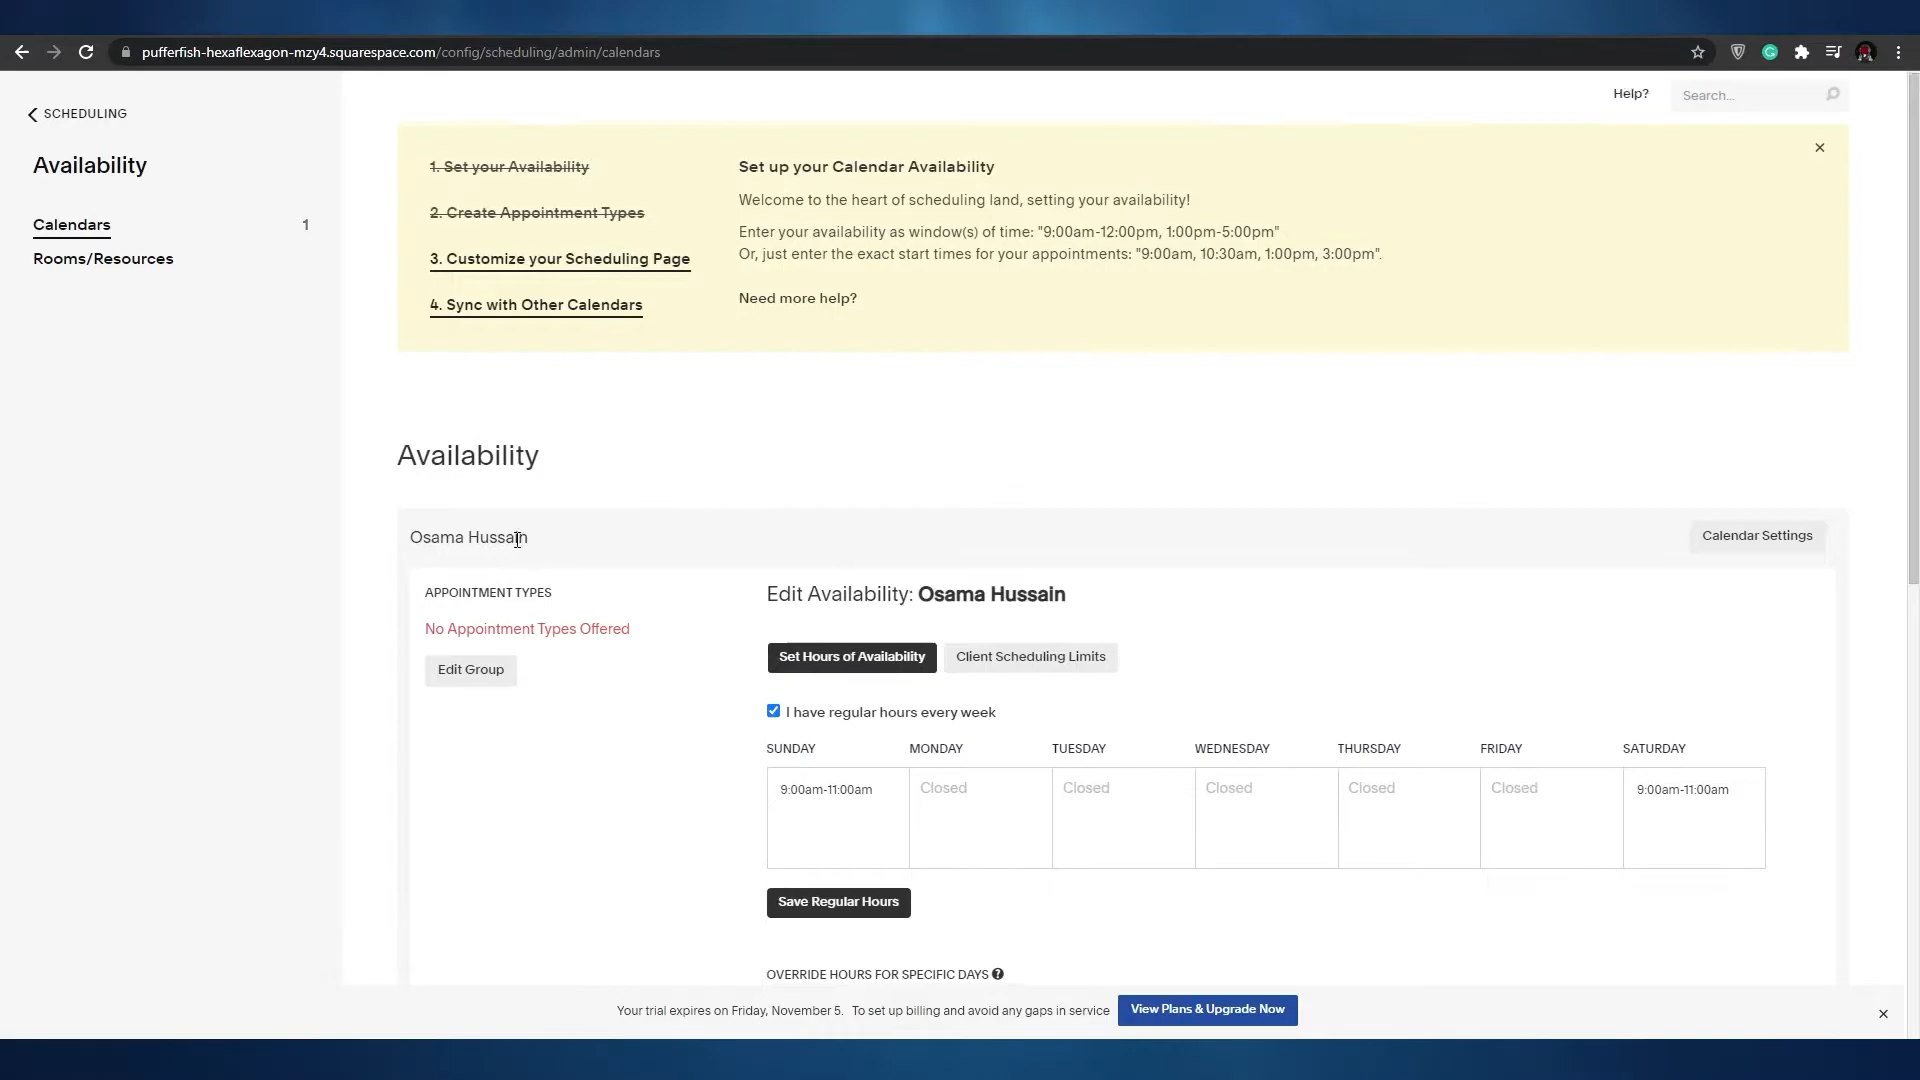 pufferfish-hexaflexagon-mzy4.squarespace.com/config/scheduling/admin/calendars
SCHEDULING
Help?
Search...
Availability
Calendars 1
Rooms/Resources
1. Set your Availability
2. Create Appointment Types
3. Customize your Scheduling Page
4. Sync with Other Calendars
Set up your Calendar Availability
Welcome to the heart of scheduling land, setting your availability!
Enter your availability as window(s) of time: "9:00am-12:00pm, 1:00pm-5:00pm"
Or, just enter the exact start times for your appointments: "9:00am, 10:30am, 1:00pm, 3:00pm".
Need more help?
Availability
Osama Hussain
Calendar Settings
APPOINTMENT TYPES
No Appointment Types Offered
Edit Group
Edit Availability: Osama Hussain
Set Hours of Availability Client Scheduling Limits
I have regular hours every week
SUNDAY MONDAY TUESDAY WEDNESDAY THURSDAY FRIDAY SATURDAY
9:00am-11:00am Closed Closed Closed Closed Closed 9:00am-11:00am
Save Regular Hours
OVERRIDE HOURS FOR SPECIFIC DAYS ?
Your trial expires on Friday, November 5. To set up billing and avoid any gaps in service View Plans & Upgrade Now